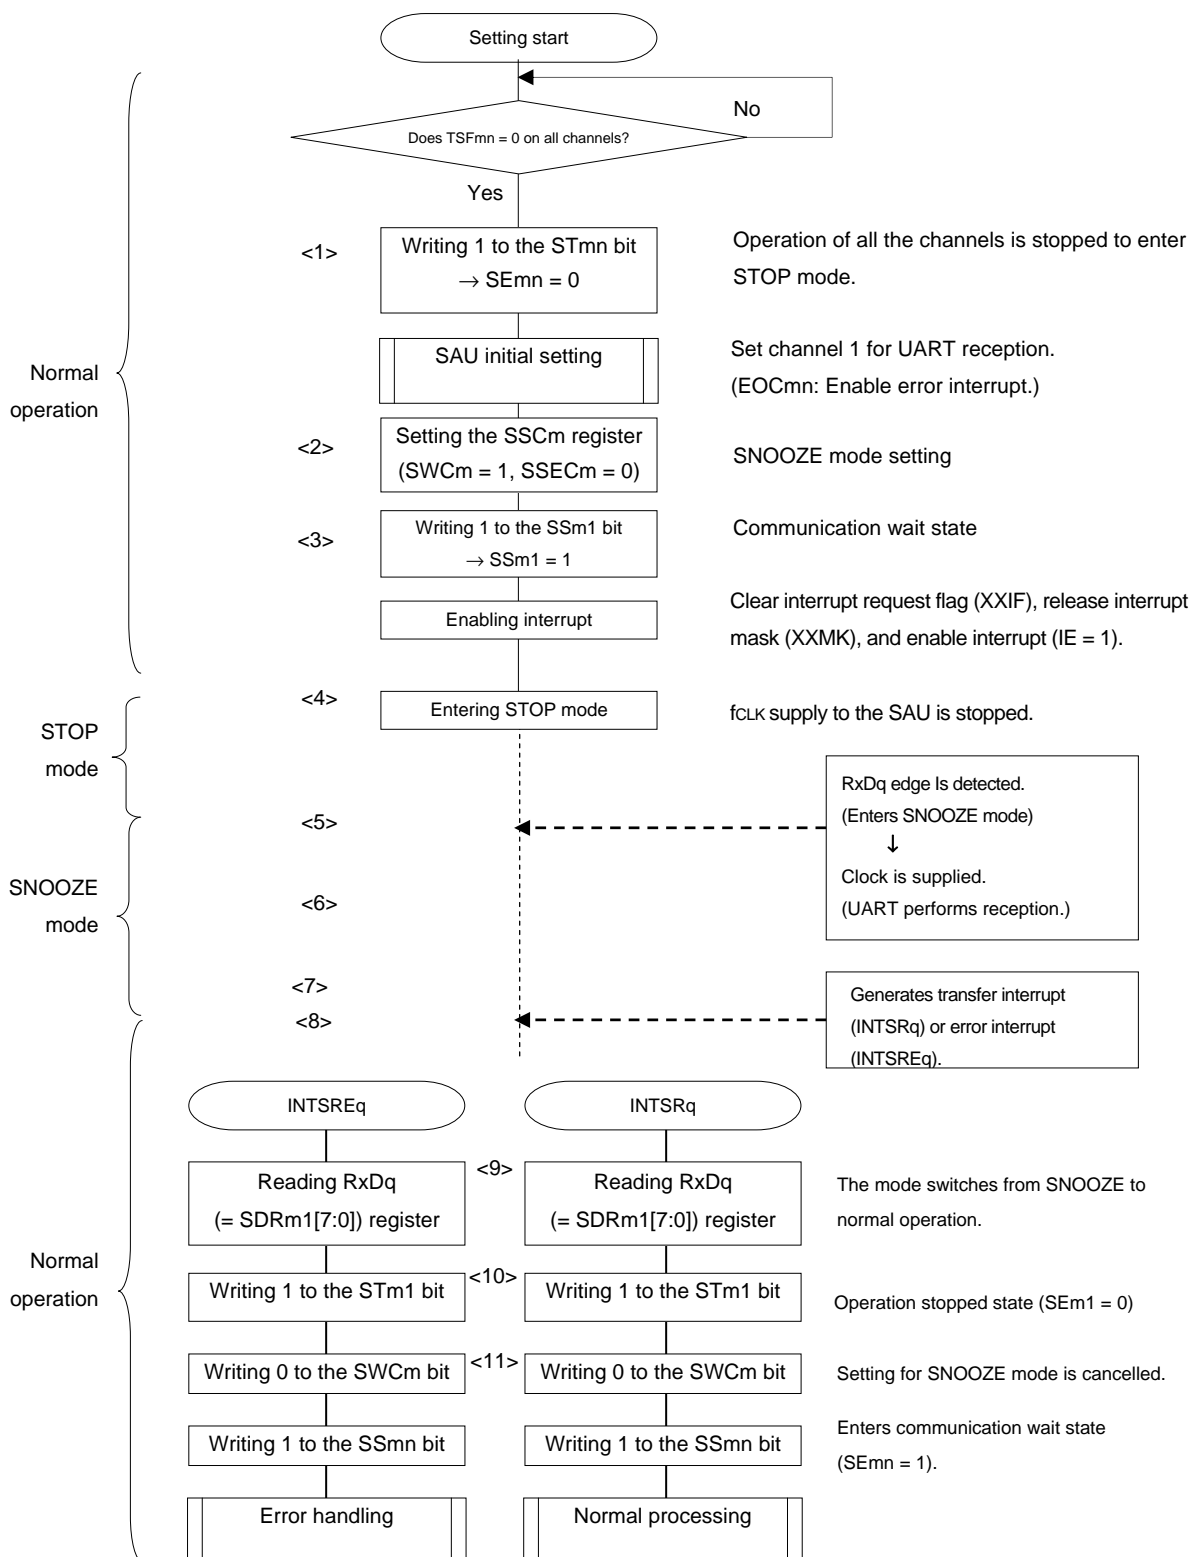 Setting start
No
Does TSFmn = 0 on all channels?
Yes
<1>
Writing 1 to the STmn bit
→ SEmn = 0
Operation of all the channels is stopped to enter
STOP mode.
SAU initial setting
Set channel 1 for UART reception.
(EOCmn: Enable error interrupt.)
Normal
operation
<2>
Setting the SSCm register
(SWCm = 1, SSECm = 0)
SNOOZE mode setting
<3>
Writing 1 to the SSm1 bit
→ SSm1 = 1
Communication wait state
Enabling interrupt
Clear interrupt request flag (XXIF), release interrupt
mask (XXMK), and enable interrupt (IE = 1).
<4>
Entering STOP mode
fCLK supply to the SAU is stopped.
STOP
mode
RxDq edge Is detected.
(Enters SNOOZE mode)
↓
Clock is supplied.
(UART performs reception.)
<5>
SNOOZE
mode
<6>
<7>
<8>
Generates transfer interrupt
(INTSRq) or error interrupt
(INTSREq).
INTSREq
INTSRq
<9>
Reading RxDq
(= SDRm1[7:0]) register
Reading RxDq
(= SDRm1[7:0]) register
The mode switches from SNOOZE to
normal operation.
Normal
operation
Writing 1 to the STm1 bit
<10>
Writing 1 to the STm1 bit
Operation stopped state (SEm1 = 0)
Writing 0 to the SWCm bit
<11>
Writing 0 to the SWCm bit
Setting for SNOOZE mode is cancelled.
Writing 1 to the SSmn bit
Writing 1 to the SSmn bit
Enters communication wait state
(SEmn = 1).
Error handling
Normal processing